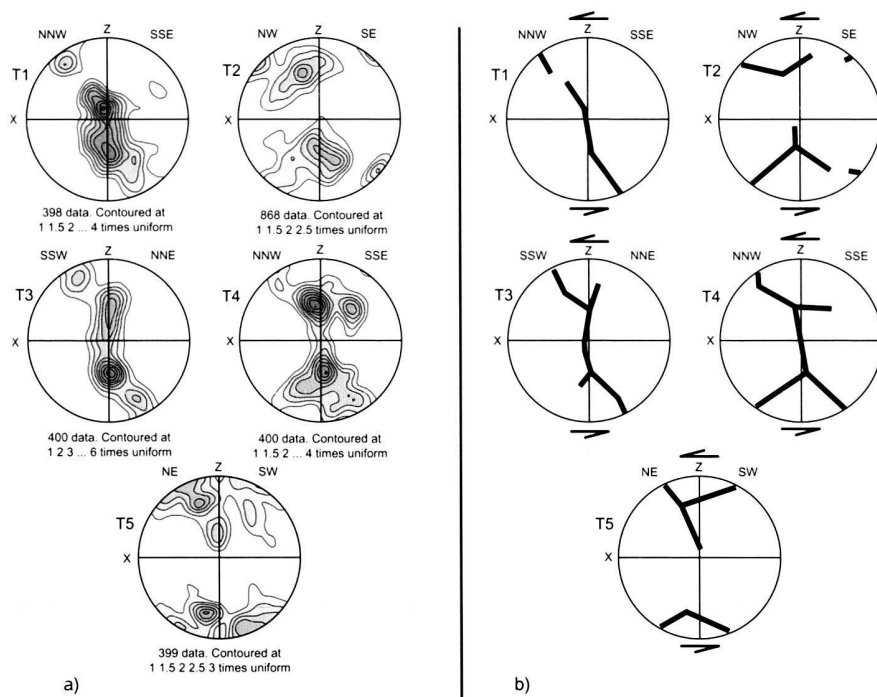 NNW Z SSE
T1
X
398 data. Contoured at
1 1.5 2 ... 4 times uniform
NW Z SE
T2
868 data. Contoured at
1 1.5 2 2.5 times uniform
SSW Z NNE
T3
X
400 data. Contoured at
1 2 3 ... 6 times uniform
NNW Z SSE
T4
X
400 data. Contoured at
1 1.5 2 ... 4 times uniform
NE Z SW
T5
X
399 data. Contoured at
1 1.5 2 2.5 3 times uniform
a)
NNW Z SSE
T1
X
NW Z SE
T2
X
SSW Z NNE
T3
X
NNW Z SSE
T4
X
NE Z SW
T5
X
b)